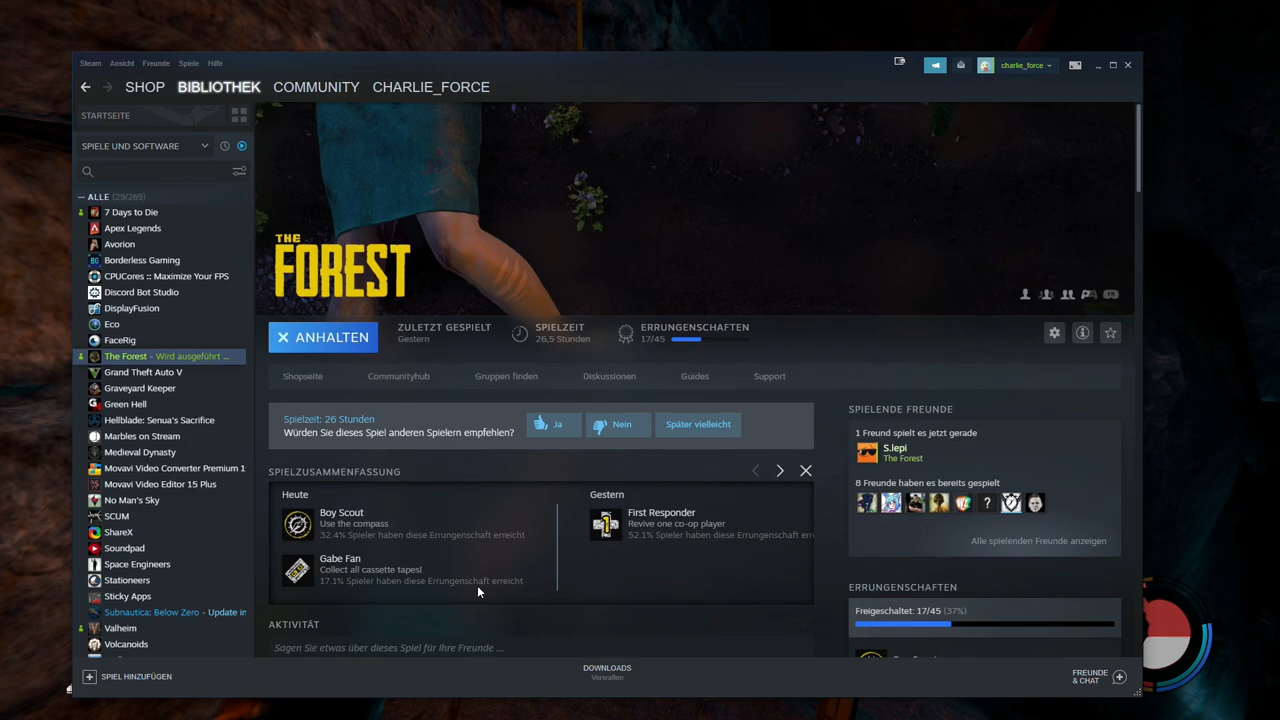 Steam Ansicht Freunde Spiele Hilfe
charlie_force
SHOP BIBLIOTHEK COMMUNITY CHARLIE_FORCE
STARTSEITE
SPIELE UND SOFTWARE
ALLE (29/269)
7 Days to Die
Apex Legends
Avorion
Borderless Gaming
CPUCores :: Maximize Your FPS
Discord Bot Studio
DisplayFusion
Eco
FaceRig
The Forest - Wird ausgeführt ...
Grand Theft Auto V
Graveyard Keeper
Green Hell
Hellblade: Senua's Sacrifice
Marbles on Stream
Medieval Dynasty
Movavi Video Converter Premium 1
Movavi Video Editor 15 Plus
No Man's Sky
SCUM
ShareX
Soundpad
Space Engineers
Stationeers
Sticky Apps
Subnautica: Below Zero - Update in
Valheim
Volcanoids
SPIEL HINZUFÜGEN
THE
FOREST
ANHALTEN
ZULETZT GESPIELT
Gestern
SPIELZEIT
26,5 Stunden
ERRUNGENSCHAFTEN
17/45
Shopseite Communityhub Gruppen finden Diskussionen Guides Support
Spielzeit: 26 Stunden
Würden Sie dieses Spiel anderen Spielern empfehlen?
Ja Nein Später vielleicht
SPIELZUSAMMENFASSUNG
Heute
Boy Scout
Use the compass
32.4% Spieler haben diese Errungenschaft erreicht
Gabe Fan
Collect all cassette tapes!
17.1% Spieler haben diese Errungenschaft erreicht
Gestern
First Responder
Revive one co-op player
52.1% Spieler haben diese Errungenschaft err
AKTIVITÄT
Sagen Sie etwas über dieses Spiel für Ihre Freunde ...
SPIELENDE FREUNDE
1 Freund spielt es jetzt gerade
S.lepi
The Forest
8 Freunde haben es bereits gespielt
?
Alle spielenden Freunde anzeigen
ERRUNGENSCHAFTEN
Freigeschaltet: 17/45 (37%)
DOWNLOADS
Verwalten
FREUNDE
& CHAT